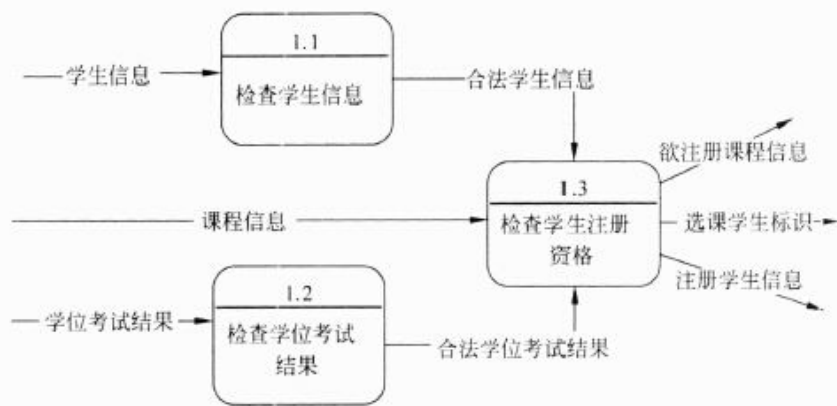 1.1
学生信息
检查学生信息
合法学生信息
欲注册课程信息
1.3
课程信息
检查学生注册
资格
选课学生标识
注册学生信息
1.2
学位考试结果
检查学位考试
结果
合法学位考试结果